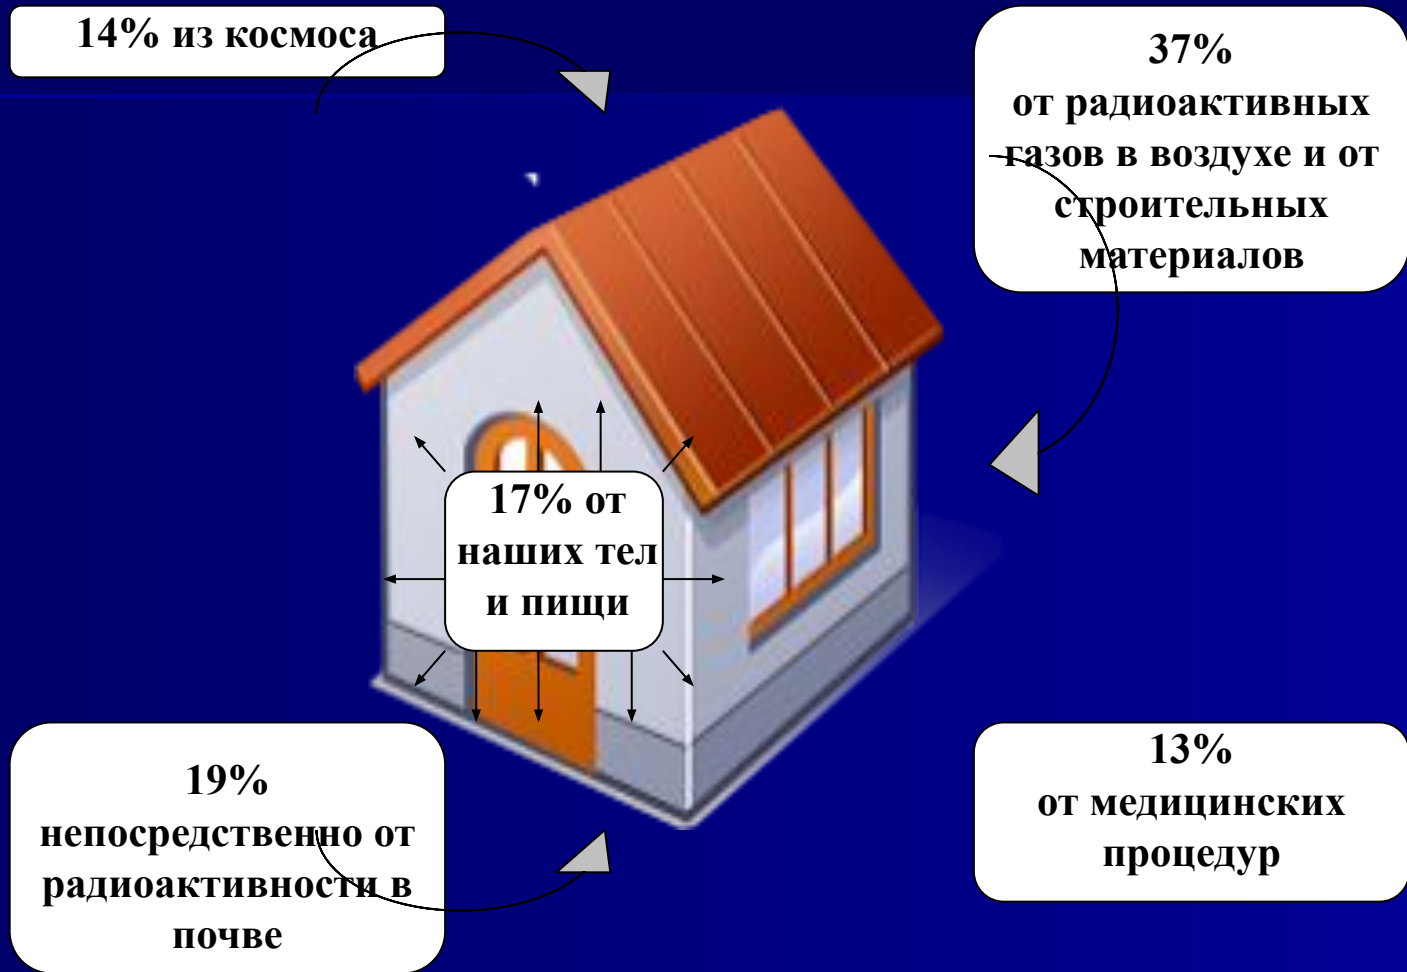 14% из космоса
37%
от радиоактивных
газов в воздухе и от
строительных
материалов
17% от
наших тел
и пищи
19%
непосредственно от
радиоактивности в
почве
13%
от медицинских
процедур